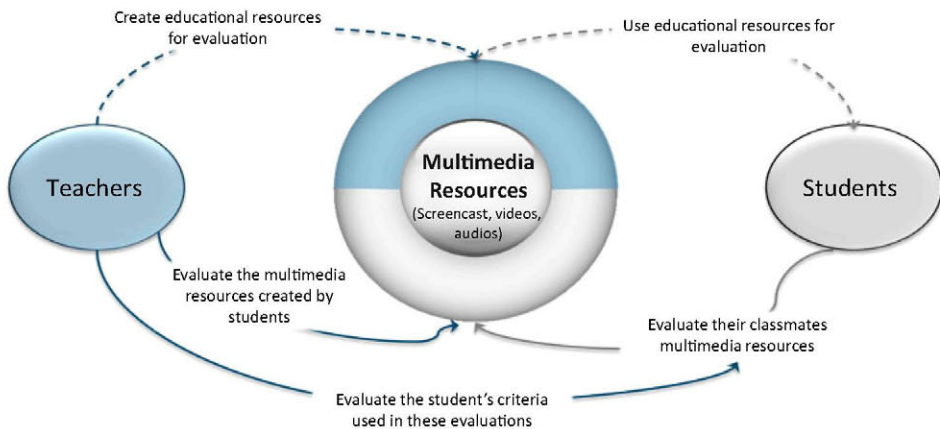 Create educational resources
for evaluation
Use educational resources for
evaluation
Teachers
Multimedia
Resources
(Screencast, videos,
audios)
Students
Evaluate the multimedia
resources created by
students
Evaluate their classmates
multimedia resources
Evaluate the student’s criteria
used in these evaluations